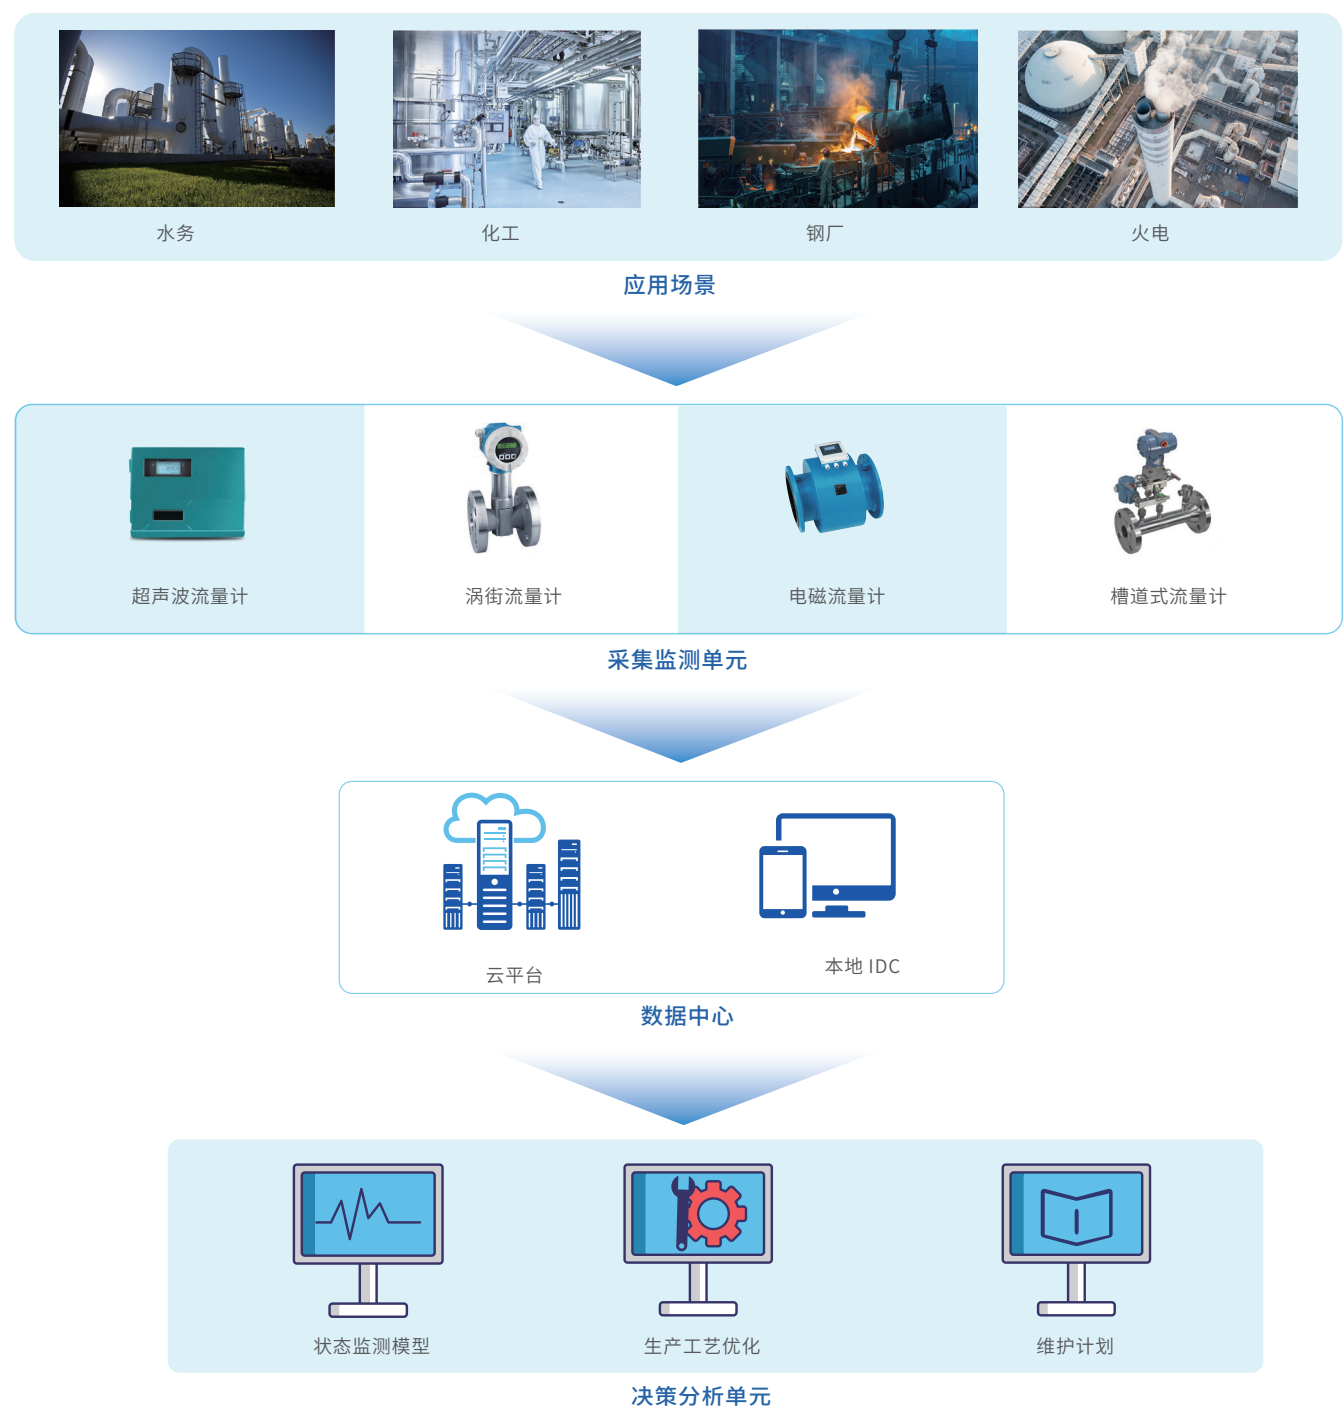 水务
化工
钢厂
火电
应用场景
超声波流量计
涡街流量计
电磁流量计
槽道式流量计
采集监测单元
云平台
本地 IDC
数据中心
状态监测模型
生产工艺优化
维护计划
决策分析单元